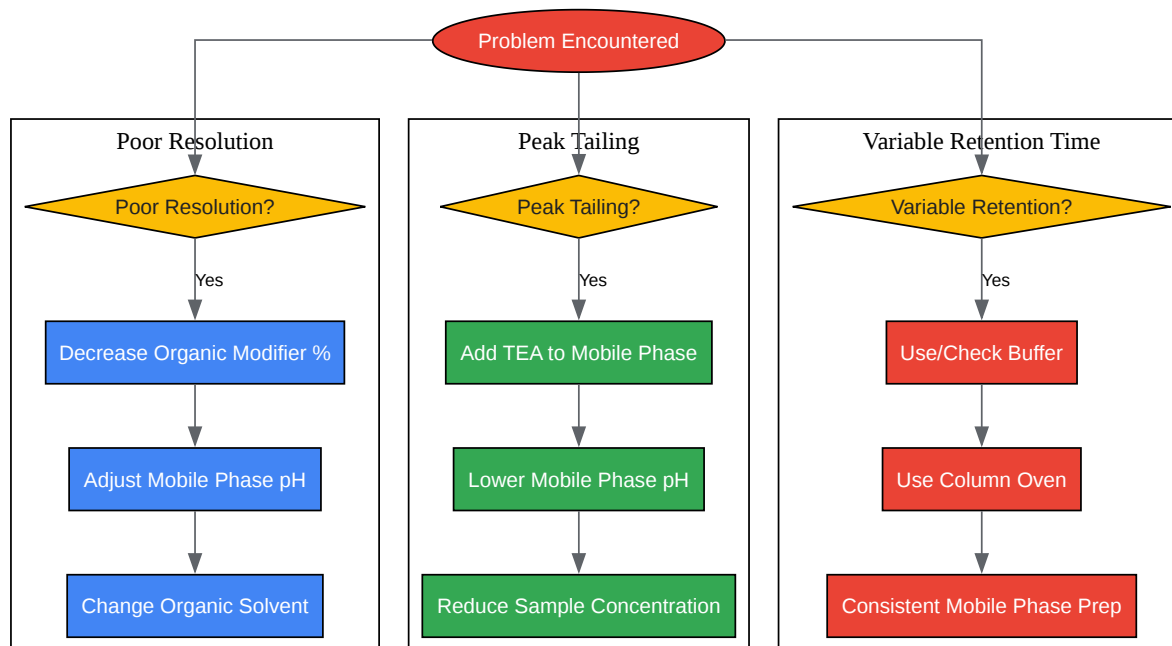 Problem Encountered
Poor Resolution
Poor Resolution?
Yes
Decrease Organic Modifier %
Adjust Mobile Phase pH
Change Organic Solvent
Peak Tailing
Peak Tailing?
Yes
Add TEA to Mobile Phase
Lower Mobile Phase pH
Reduce Sample Concentration
Variable Retention Time
Variable Retention?
Yes
Use/Check Buffer
Use Column Oven
Consistent Mobile Phase Prep